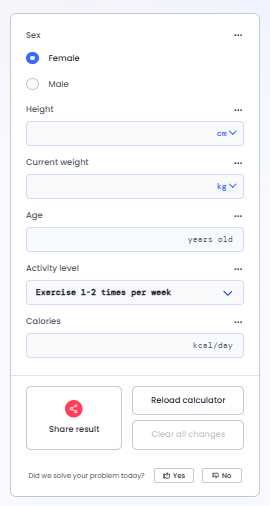 Sex
Female
Male
Height
cm
Current weight
kg
Age
years old
Activity level
Exercise 1-2 times per week
Calories
kcal/day
Share result
Reload calculator
Clear all changes
Did we solve your problem today?
Yes
No